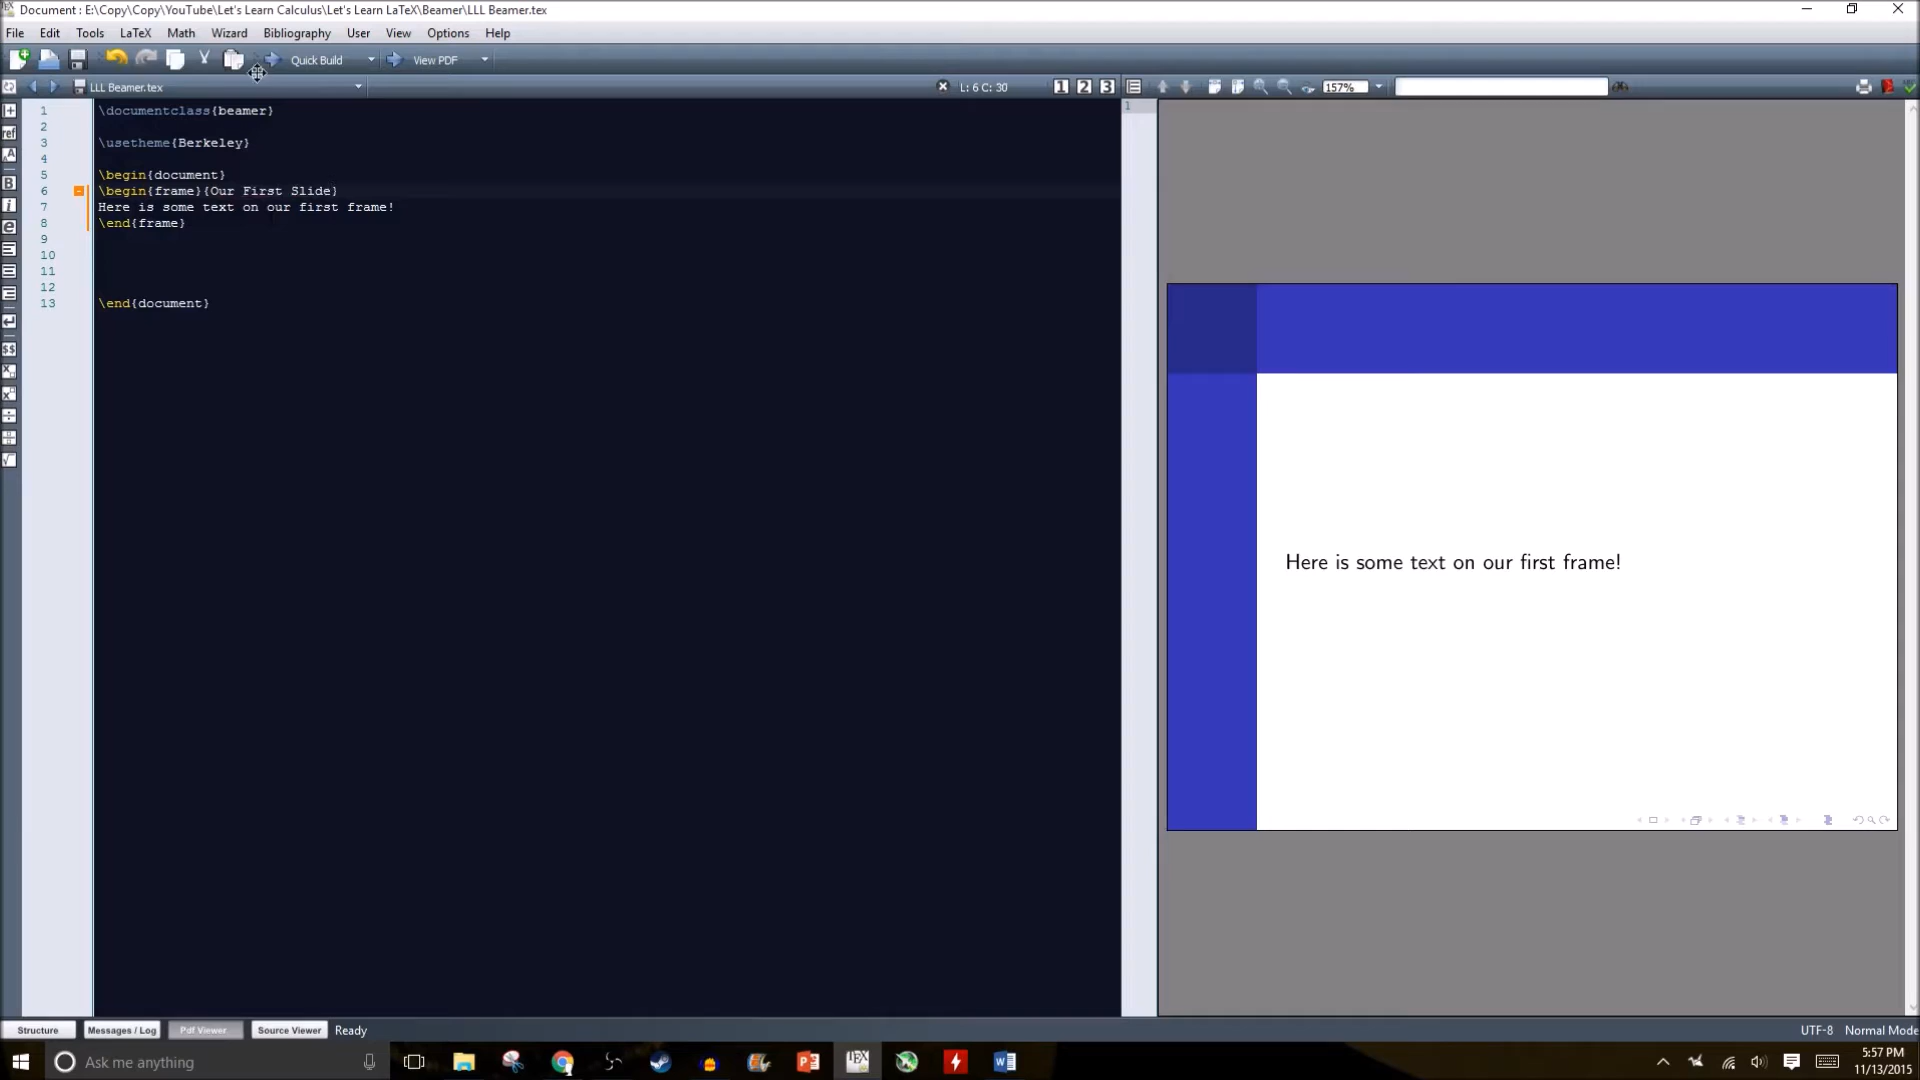 Document : E:\Copy\Copy\YouTube\Let's Learn Calculus\Let's Learn LaTeX\Beamer\LLL Beamer.tex
File Edit Tools LaTeX Math Wizard Bibliography User View Options Help
Quick Build View PDF
LLL Beamer.tex L: 6 C: 30 1 2 3 157%
1 \documentclass{beamer}
2
3 \usetheme{Berkeley}
4
5 \begin{document}
6 \begin{frame}{Our First Slide}
7 Here is some text on our first frame!
8 \end{frame}
9
10
11
12
13 \end{document}
ref
1
Here is some text on our first frame!
Structure Messages / Log Pdf Viewer Source Viewer Ready UTF-8 Normal Mode
Ask me anything
5:57 PM
11/13/2015